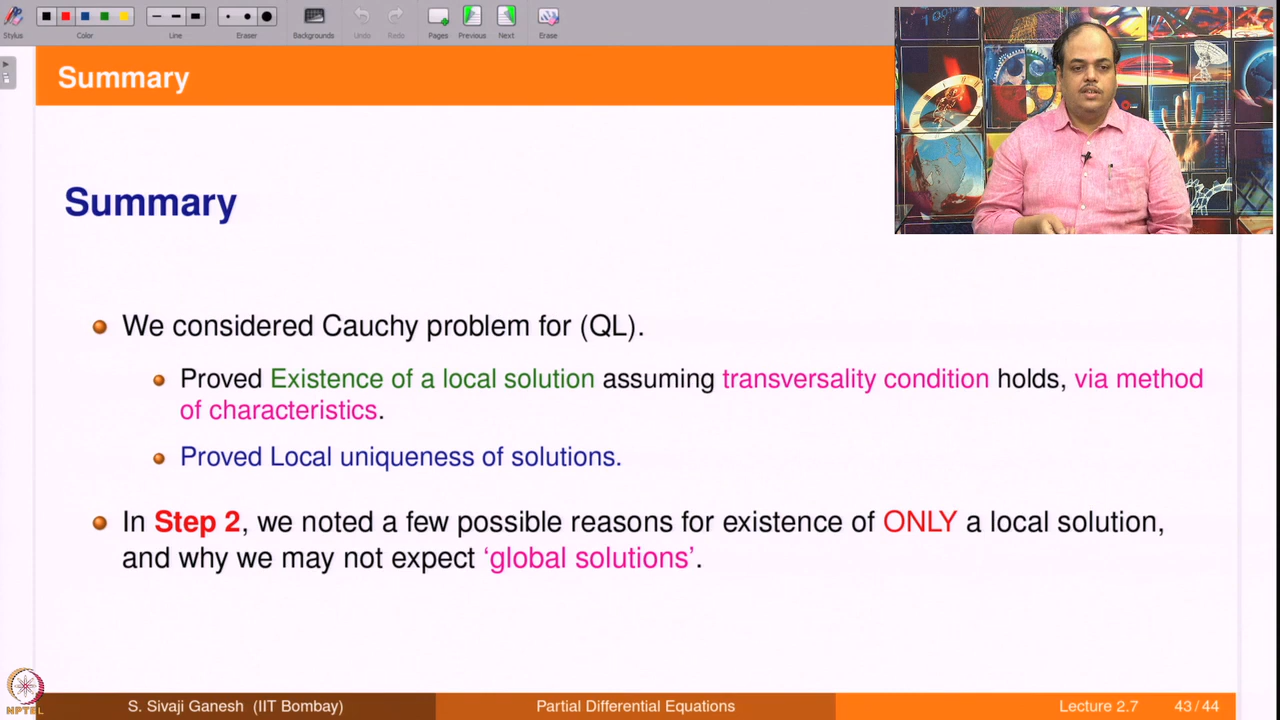 Stylus
Color
Line
Eraser
Backgrounds
Undo
Redo
Pages
Previous
Next
Erase
Summary
Summary
We considered Cauchy problem for (QL).
Proved Existence of a local solution assuming transversality condition holds, via method
of characteristics.
Proved Local uniqueness of solutions.
In Step 2, we noted a few possible reasons for existence of ONLY a local solution,
and why we may not expect ‘global solutions’.
NPTEL
S. Sivaji Ganesh (IIT Bombay)
Partial Differential Equations
Lecture 2.7
43 / 44